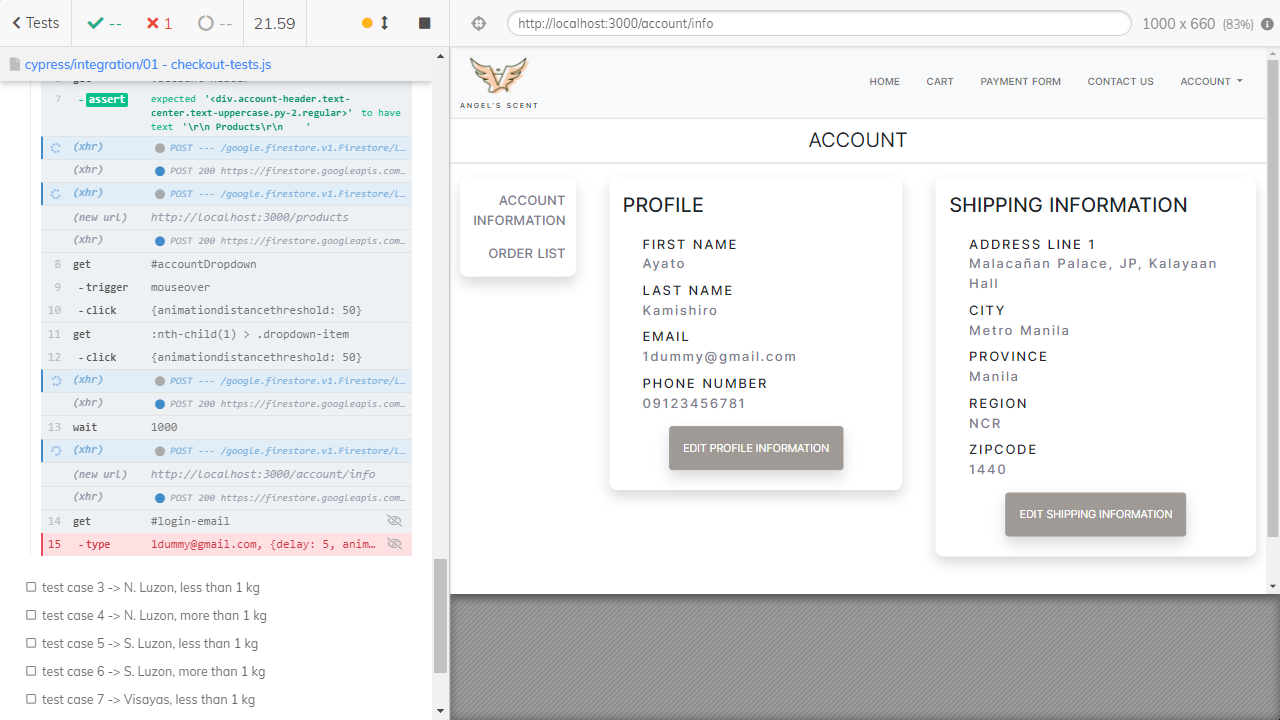 Tests
--
1
--
21.59
http://localhost:3000/account/info
1000 x 660 (83%)
cypress/integration/01 - checkout-tests.js
7 -assert expected '<div.account-header.text-
center.text-uppercase.py-2.regular>' to have
text '\r\n Products\r\n '
(xhr) POST --- /google.firestore.v1.Firestore/L…
(xhr) POST 200 https://firestore.googleapis.com…
(xhr) POST --- /google.firestore.v1.Firestore/L…
(new url) http://localhost:3000/products
(xhr) POST 200 https://firestore.googleapis.com…
8 get #accountDropdown
9 -trigger mouseover
10 -click {animationdistancethreshold: 50}
11 get :nth-child(1) > .dropdown-item
12 -click {animationdistancethreshold: 50}
(xhr) POST --- /google.firestore.v1.Firestore/L…
(xhr) POST 200 https://firestore.googleapis.com…
13 wait 1000
(xhr) POST --- /google.firestore.v1.Firestore/L…
(new url) http://localhost:3000/account/info
(xhr) POST 200 https://firestore.googleapis.com…
14 get #login-email
15 -type 1dummy@gmail.com, {delay: 5, anim…
test case 3 -> N. Luzon, less than 1 kg
test case 4 -> N. Luzon, more than 1 kg
test case 5 -> S. Luzon, less than 1 kg
test case 6 -> S. Luzon, more than 1 kg
test case 7 -> Visayas, less than 1 kg
ANGEL'S SCENT
HOME
CART
PAYMENT FORM
CONTACT US
ACCOUNT
ACCOUNT
ACCOUNT
INFORMATION
ORDER LIST
PROFILE
FIRST NAME
Ayato
LAST NAME
Kamishiro
EMAIL
1dummy@gmail.com
PHONE NUMBER
09123456781
EDIT PROFILE INFORMATION
SHIPPING INFORMATION
ADDRESS LINE 1
Malacañan Palace, JP, Kalayaan
Hall
CITY
Metro Manila
PROVINCE
Manila
REGION
NCR
ZIPCODE
1440
EDIT SHIPPING INFORMATION